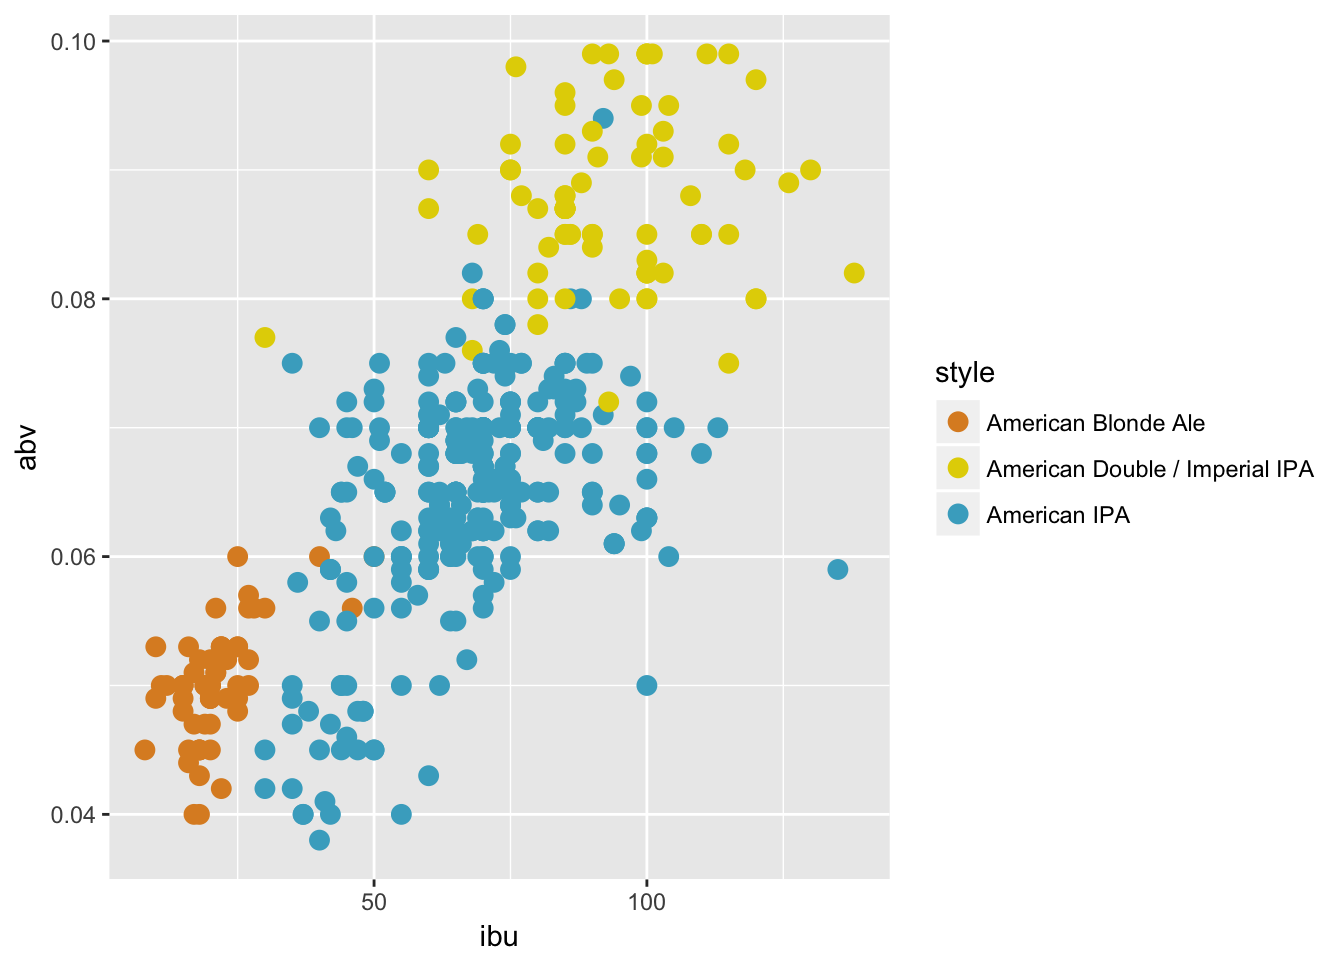 0.10
0.08
0.06
0.04
abv
50
100
ibu
style
American Blonde Ale
American Double / Imperial IPA
American IPA